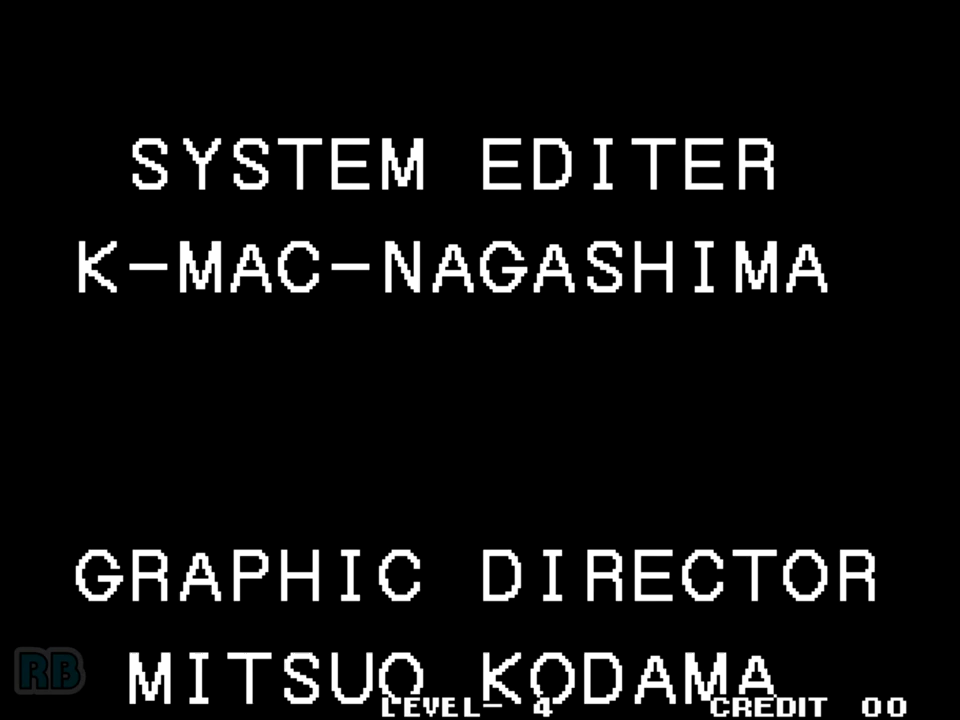 SYSTEM EDITER
K-MAC-NAGASHIMA
GRAPHIC DIRECTOR
MITSUO KODAMA
LEVEL- 4 CREDIT 00
RB